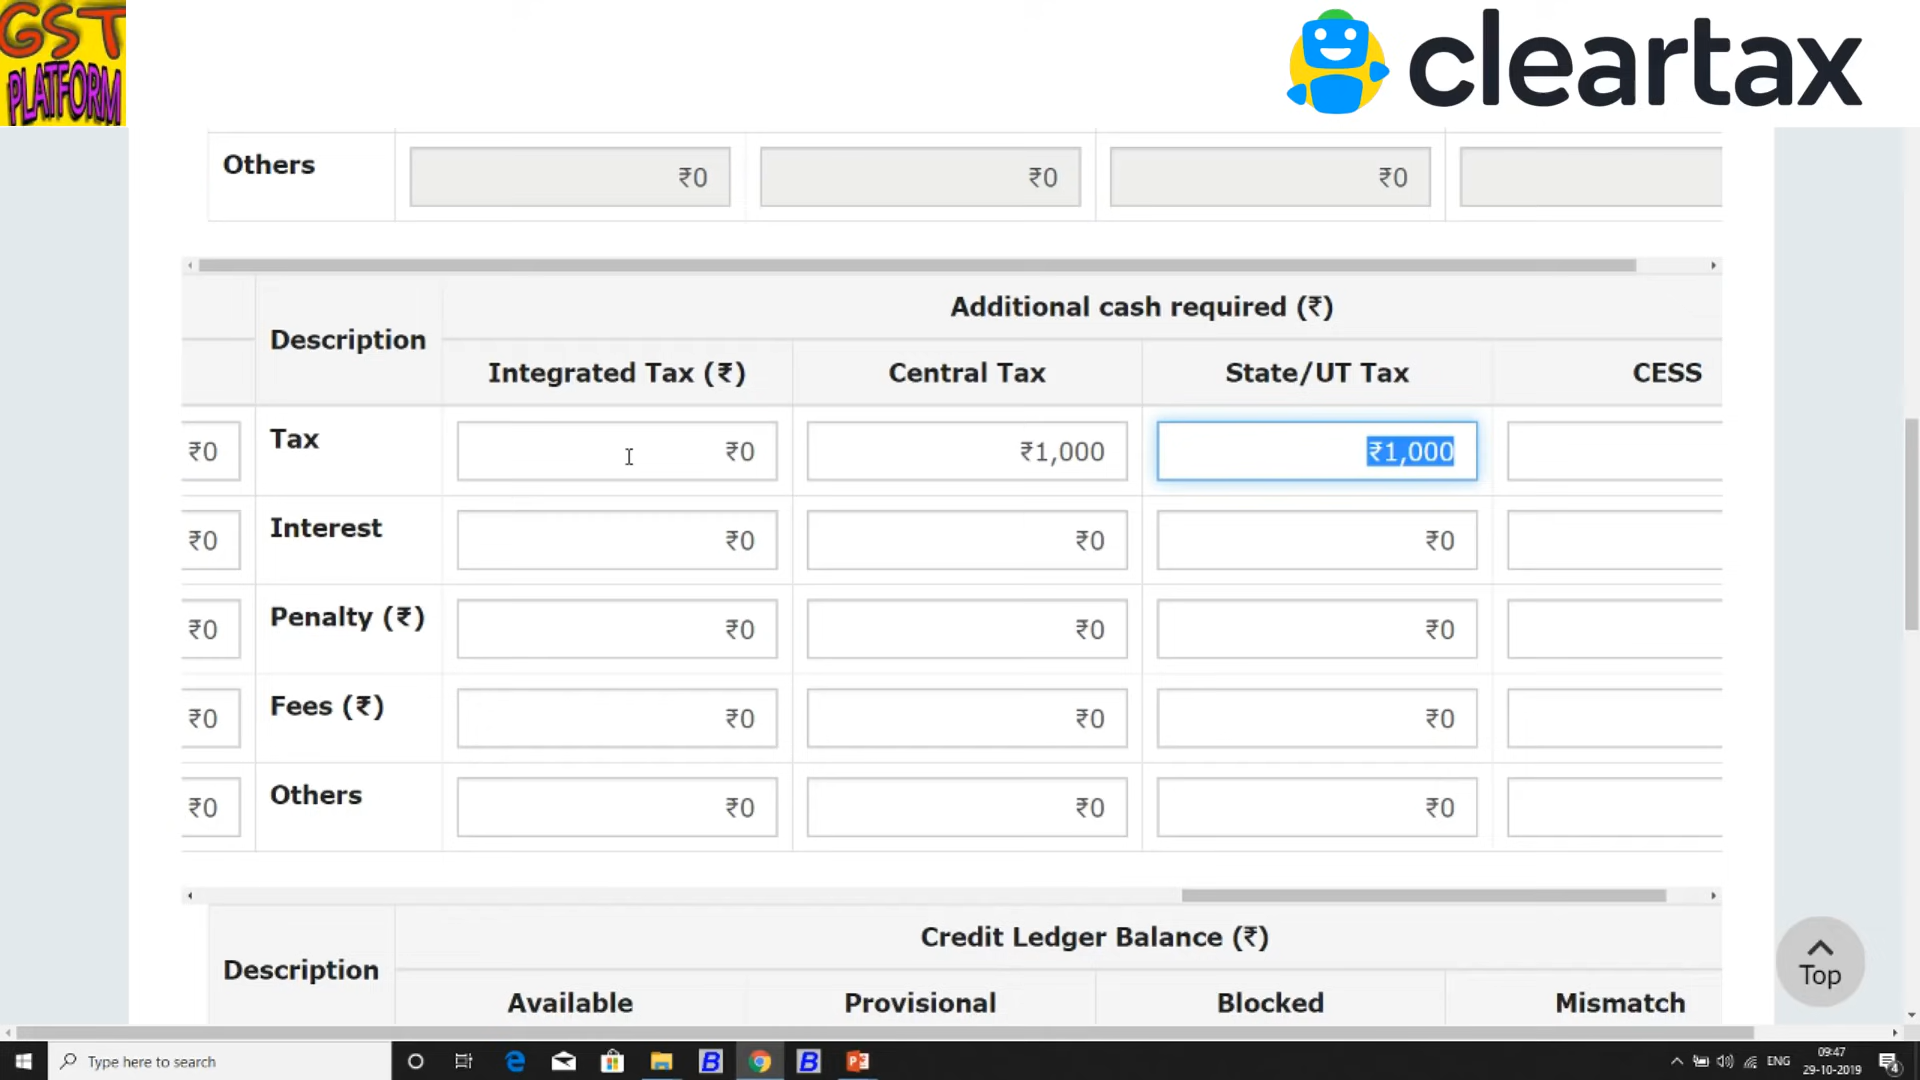 GST
PLATFORM
cleartax
Others ₹0 ₹0 ₹0
Additional cash required (₹)
Description
Integrated Tax (₹) Central Tax State/UT Tax CESS
₹0 Tax ₹0 ₹1,000 ₹1,000
₹0 Interest ₹0 ₹0 ₹0
₹0 Penalty (₹) ₹0 ₹0 ₹0
₹0 Fees (₹) ₹0 ₹0 ₹0
₹0 Others ₹0 ₹0 ₹0
Credit Ledger Balance (₹)
Description
Available Provisional Blocked Mismatch
Top
Type here to search
ENG
09:47
29-10-2019
4